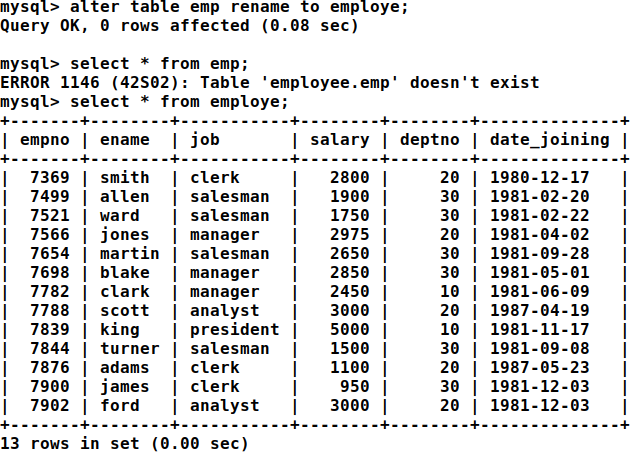 mysql> alter table emp rename to employe;
Query OK, 0 rows affected (0.08 sec)

mysql> select * from emp;
ERROR 1146 (42S02): Table 'employee.emp' doesn't exist
mysql> select * from employe;
+-------+--------+-----------+--------+--------+--------------+
| empno | ename  | job       | salary | deptno | date_joining |
+-------+--------+-----------+--------+--------+--------------+
|  7369 | smith  | clerk     |   2800 |     20 | 1980-12-17   |
|  7499 | allen  | salesman  |   1900 |     30 | 1981-02-20   |
|  7521 | ward   | salesman  |   1750 |     30 | 1981-02-22   |
|  7566 | jones  | manager   |   2975 |     20 | 1981-04-02   |
|  7654 | martin | salesman  |   2650 |     30 | 1981-09-28   |
|  7698 | blake  | manager   |   2850 |     30 | 1981-05-01   |
|  7782 | clark  | manager   |   2450 |     10 | 1981-06-09   |
|  7788 | scott  | analyst   |   3000 |     20 | 1987-04-19   |
|  7839 | king   | president |   5000 |     10 | 1981-11-17   |
|  7844 | turner | salesman  |   1500 |     30 | 1981-09-08   |
|  7876 | adams  | clerk     |   1100 |     20 | 1987-05-23   |
|  7900 | james  | clerk     |    950 |     30 | 1981-12-03   |
|  7902 | ford   | analyst   |   3000 |     20 | 1981-12-03   |
+-------+--------+-----------+--------+--------+--------------+
13 rows in set (0.00 sec)